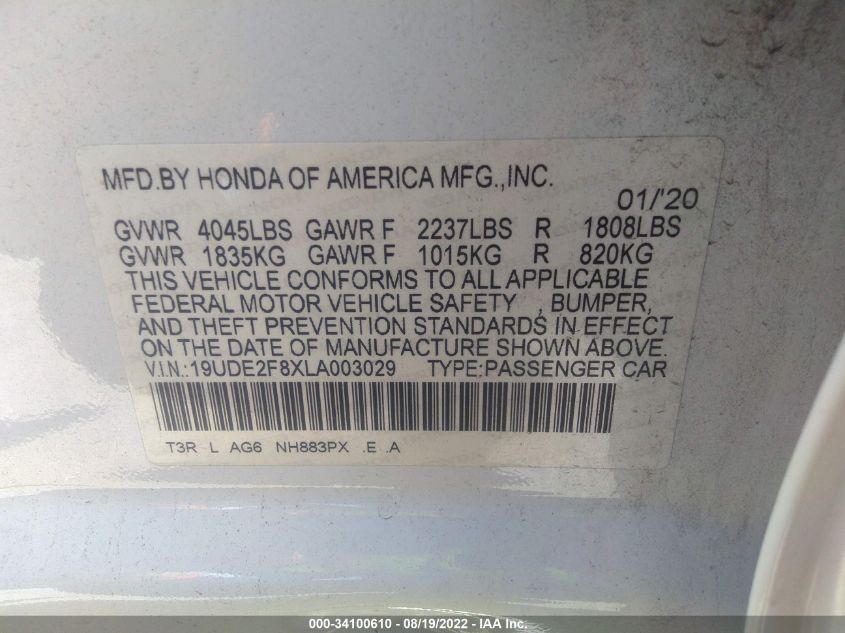 MFD.BY HONDA OF AMERICA MFG.,INC.
01/'20
GVWR 4045LBS GAWR F 2237LBS R 1808LBS
GVWR 1835KG GAWR F 1015KG R 820KG
THIS VEHICLE CONFORMS TO ALL APPLICABLE
FEDERAL MOTOR VEHICLE SAFETY , BUMPER,
AND THEFT PREVENTION STANDARDS IN EFFECT
ON THE DATE OF MANUFACTURE SHOWN ABOVE.
V.I.N.:19UDE2F8XLA003029 TYPE:PASSENGER CAR
T3R L AG6 NH883PX .E .A
000-34100610 - 08/19/2022 - IAA Inc.